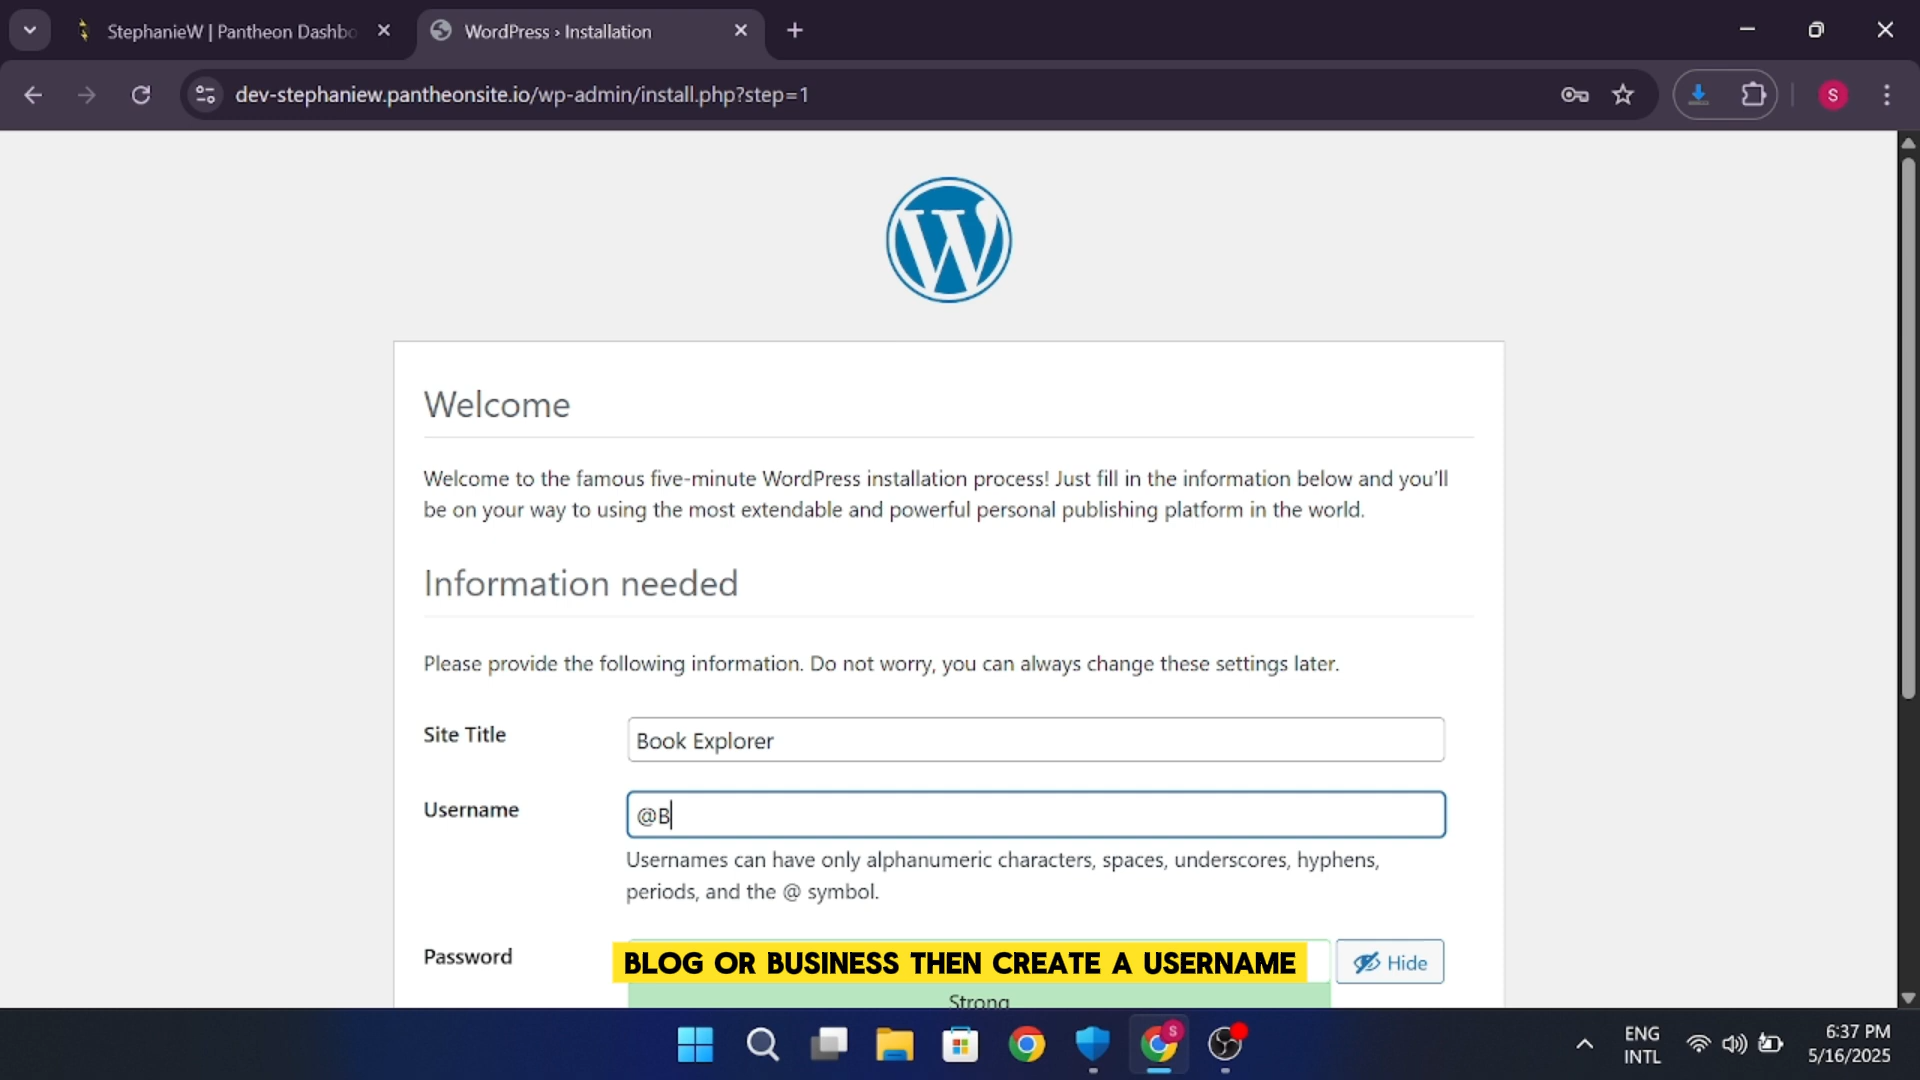 StephanieW | Pantheon Dashbo
WordPress › Installation
dev-stephaniew.pantheonsite.io/wp-admin/install.php?step=1
S
W
Welcome
Welcome to the famous five-minute WordPress installation process! Just fill in the information below and you'll
be on your way to using the most extendable and powerful personal publishing platform in the world.
Information needed
Please provide the following information. Do not worry, you can always change these settings later.
Site Title
Book Explorer
Username
@B
Usernames can have only alphanumeric characters, spaces, underscores, hyphens,
periods, and the @ symbol.
Password
BLOG OR BUSINESS THEN CREATE A USERNAME
Hide
Strong
S
ENG
INTL
6:37 PM
5/16/2025